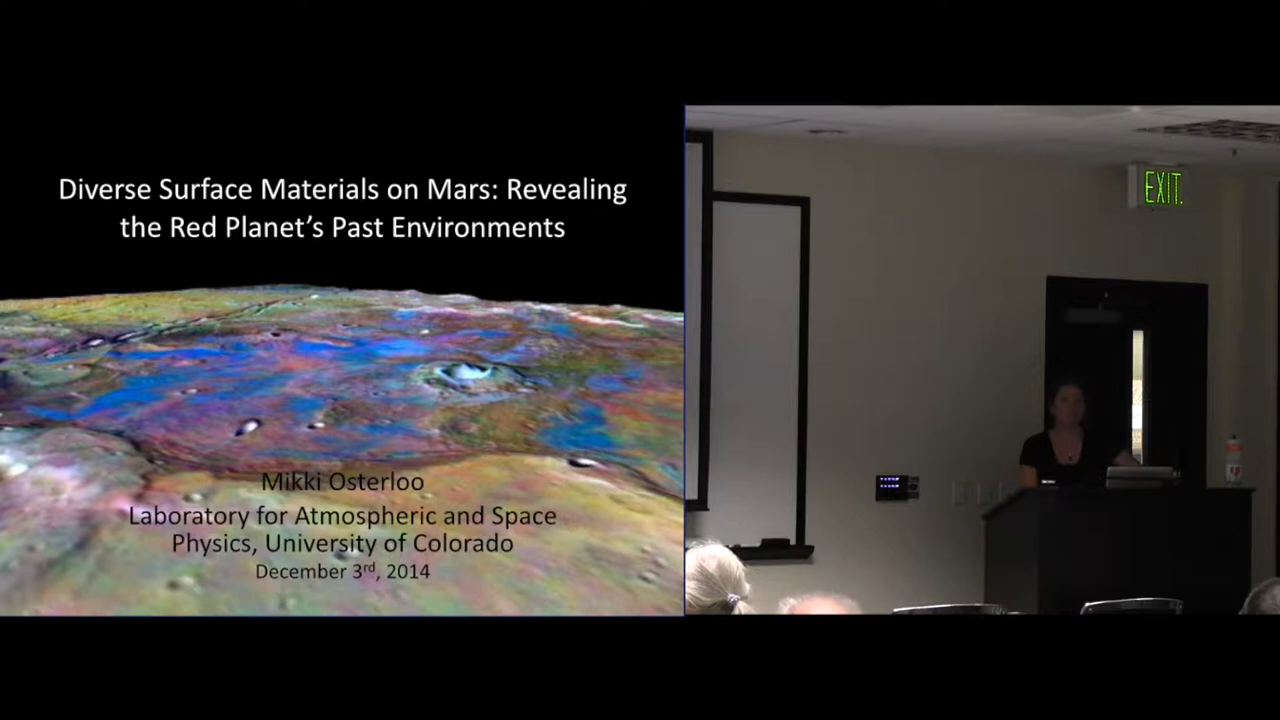 Diverse Surface Materials on Mars: Revealing
the Red Planet's Past Environments
Mikki Osterloo
Laboratory for Atmospheric and Space
Physics, University of Colorado
December 3rd, 2014
EXIT